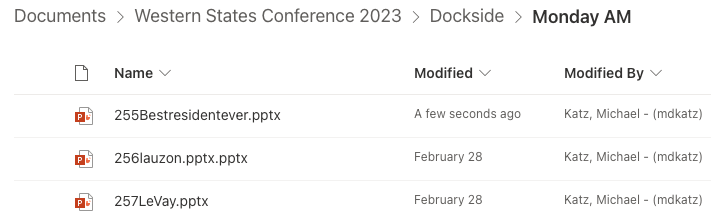 Documents > Western States Conference 2023 > Dockside > Monday AM
Name Modified Modified By
255Bestresidentever.pptx A few seconds ago Katz, Michael - (mdkatz)
256lauzon.pptx.pptx February 28 Katz, Michael - (mdkatz)
257LeVay.pptx February 28 Katz, Michael - (mdkatz)